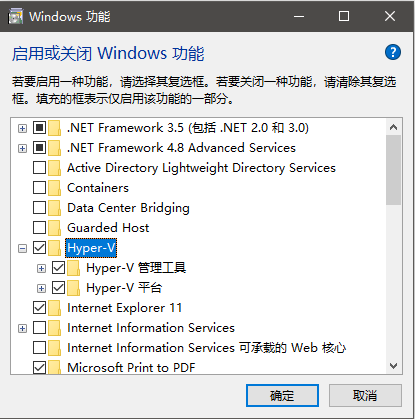 Windows 功能
启用或关闭 Windows 功能
若要启用一种功能，请选择其复选框。若要关闭一种功能，请清除其复选
框。填充的框表示仅启用该功能的一部分。
.NET Framework 3.5 (包括 .NET 2.0 和 3.0)
.NET Framework 4.8 Advanced Services
Active Directory Lightweight Directory Services
Containers
Data Center Bridging
Guarded Host
Hyper-V
Hyper-V 管理工具
Hyper-V 平台
Internet Explorer 11
Internet Information Services
Internet Information Services 可承载的 Web 核心
Microsoft Print to PDF
确定
取消